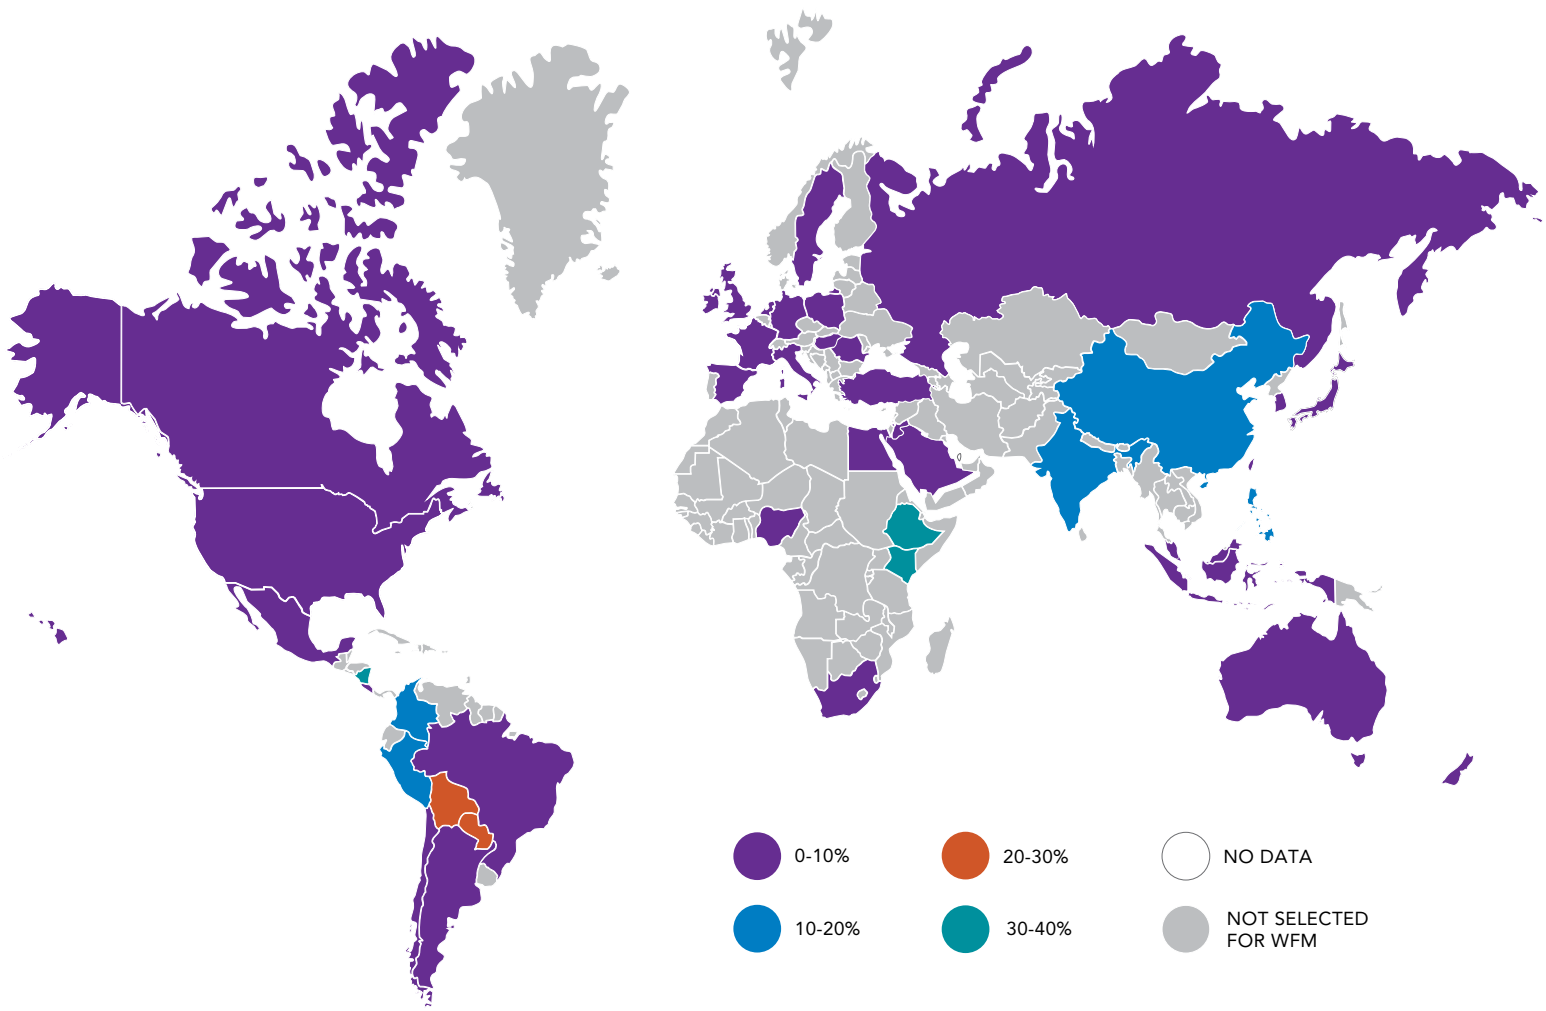 0-10%
20-30%
NO DATA
10-20%
30-40%
NOT SELECTED
FOR WFM